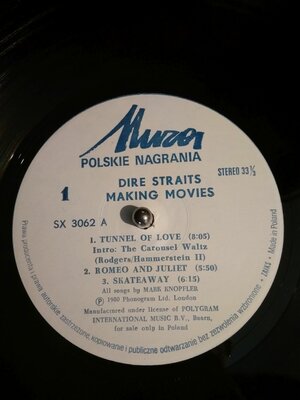 Muza
POLSKIE NAGRANIA
DIRE STRAITS
MAKING MOVIES
STEREO 33⅓
1
SX 3062 A
1. TUNNEL OF LOVE (8:05)
Intro: The Carousel Waltz
(Rodgers/Hammerstein II)
2. ROMEO AND JULIET (5:50)
3. SKATEAWAY (6:15)
All songs by MARK KNOPFLER
Ⓟ 1980 Phonogram Ltd. London
Manufactured under license of POLYGRAM
INTERNATIONAL MUSIC B.V., Baarn,
for sale only in Poland
Prawa producenta i prawa autorskie zastrzeżone, kopiowanie i publiczne odtwarzanie bez zezwolenia wzbronione • ZAiKS • Made in Poland